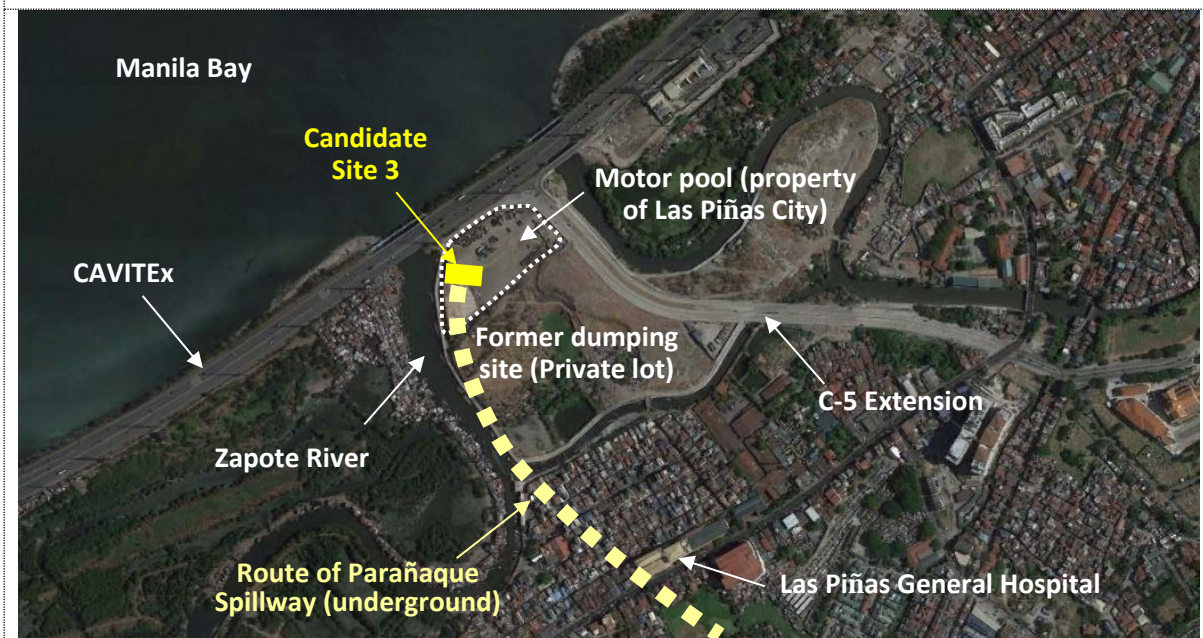 Manila Bay
Candidate
Site 3
Motor pool (property
of Las Piñas City)
CAVITEx
Former dumping
site (Private lot)
C-5 Extension
Zapote River
Route of Parañaque
Spillway (underground)
Las Piñas General Hospital